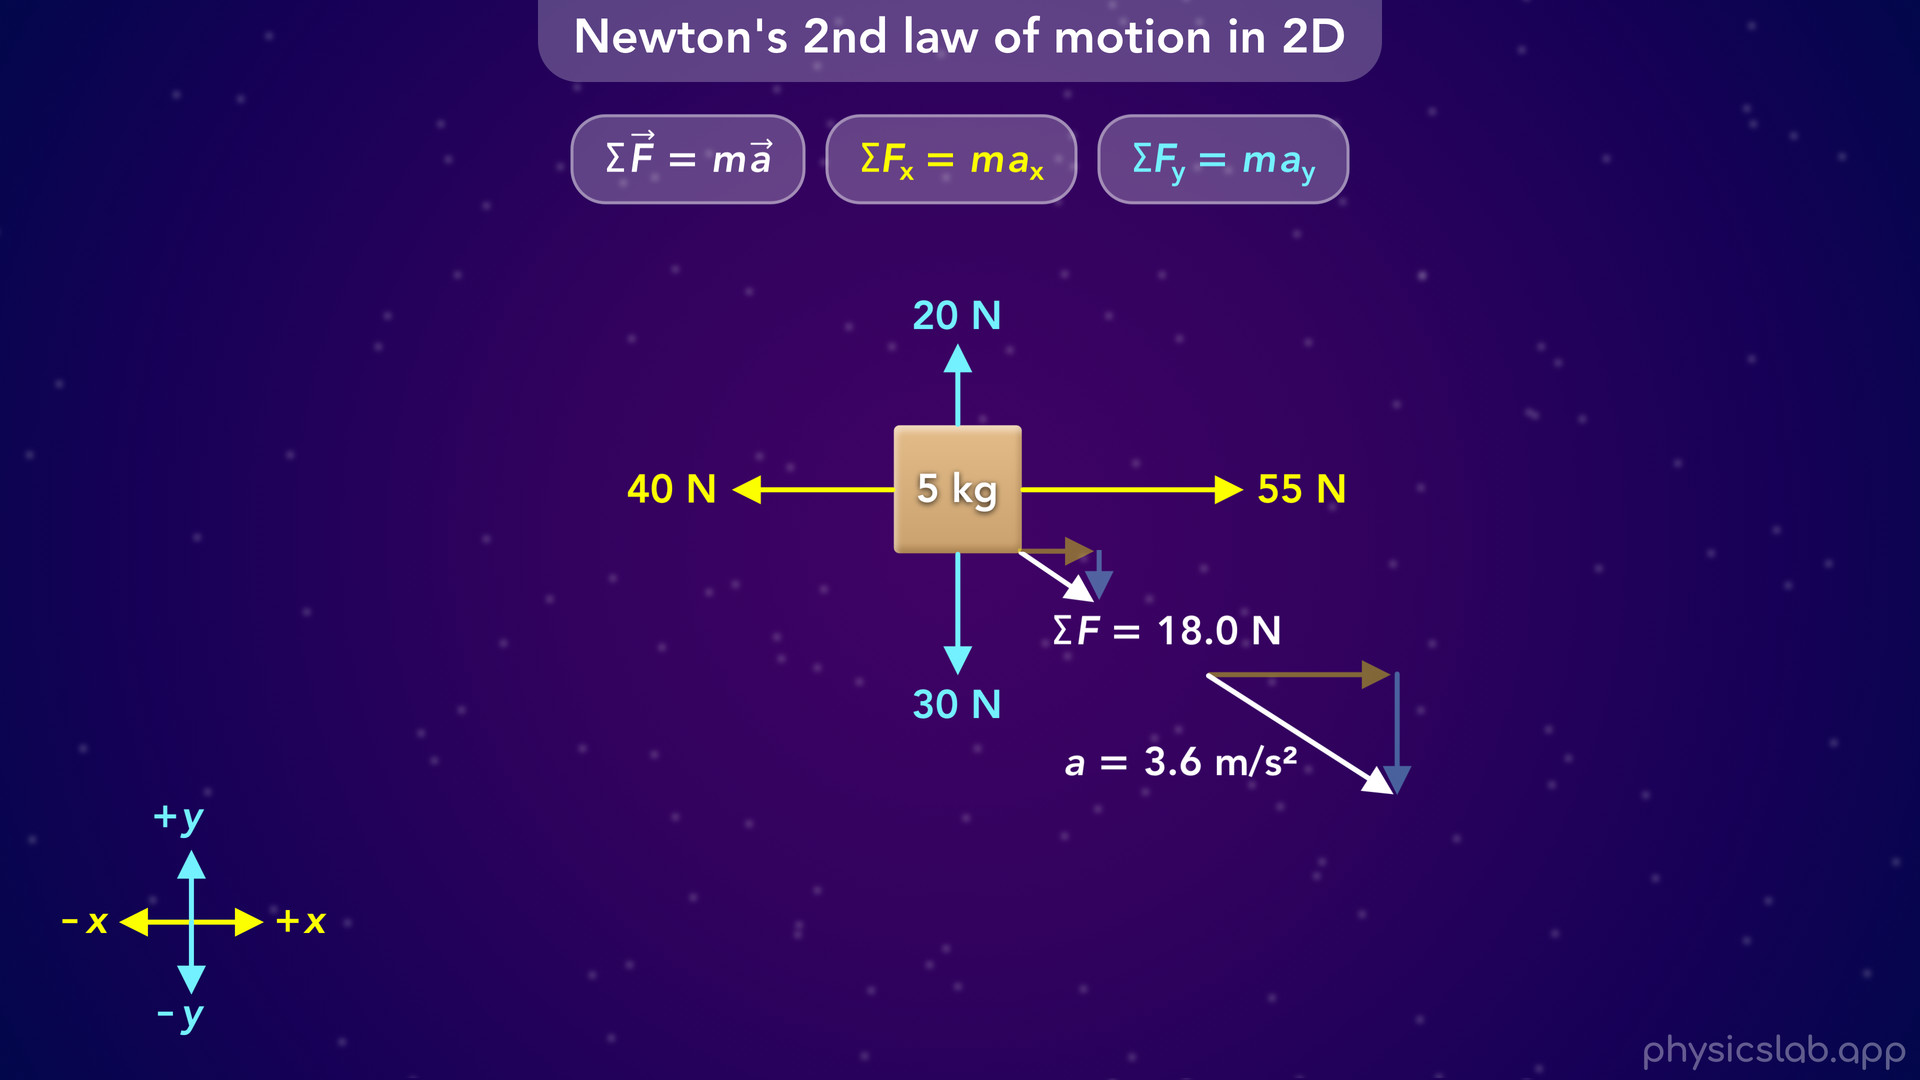 Newton's 2nd law of motion in 2D
ΣF⃗ = ma⃗
ΣFₓ = maₓ
ΣFy = may
20 N
40 N
5 kg
55 N
ΣF = 18.0 N
30 N
a = 3.6 m/s²
+y
-x
+x
-y
physicslab.app